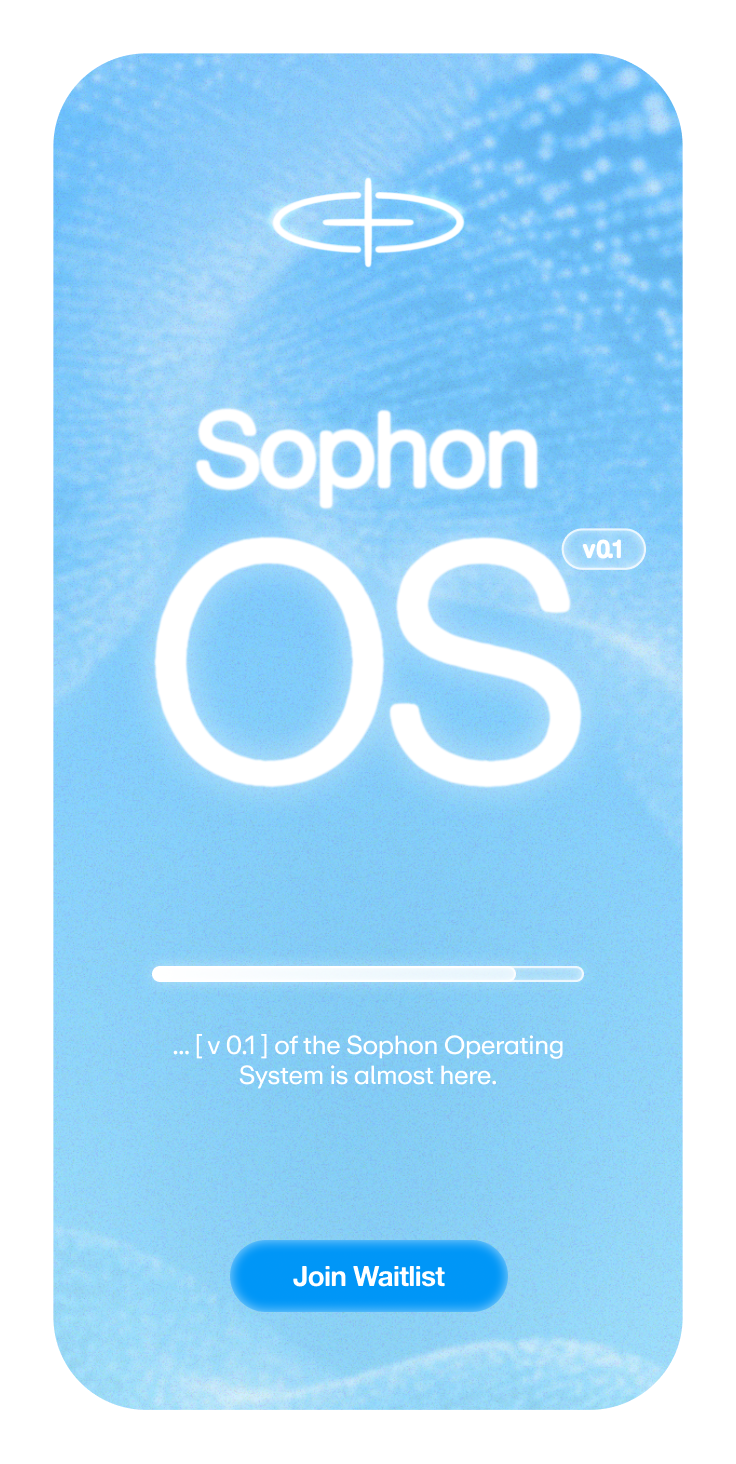 Sophon
OS
v0.1
... [ v 0.1 ] of the Sophon Operating
System is almost here.
Join Waitlist